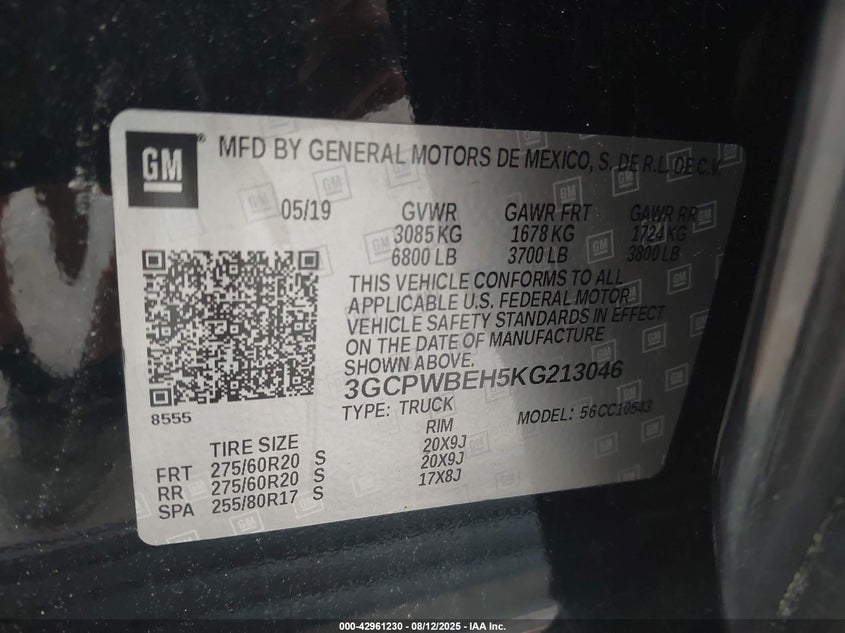 GM® MFD BY GENERAL MOTORS DE MEXICO, S. DE R.L. DE C.V.
05/19 GVWR GAWR FRT GAWR RR
3085 KG 1678 KG 1724 KG
6800 LB 3700 LB 3800 LB
THIS VEHICLE CONFORMS TO ALL
APPLICABLE U.S. FEDERAL MOTOR
VEHICLE SAFETY STANDARDS IN EFFECT
ON THE DATE OF MANUFACTURE
SHOWN ABOVE.
3GCPWBEH5KG213046
8555
TYPE: TRUCK MODEL: 56CC10543
TIRE SIZE RIM
FRT 275/60R20 S 20X9J
RR 275/60R20 S 20X9J
SPA 255/80R17 S 17X8J
000-42961230 - 08/12/2025 - IAA Inc.